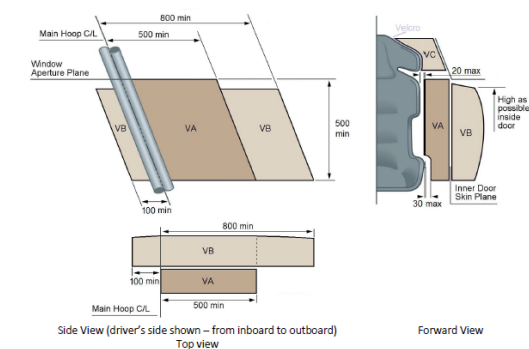 800 min
Main Hoop C/L
500 min
Window
Aperture Plane
VB
VA
VB
500
min
100 min
Velcro
VC
20 max
High as
possible
inside
door
VA
VB
Inner Door
Skin Plane
30 max
800 min
VB
100 min
VA
500 min
Main Hoop C/L
Side View (driver's side shown – from inboard to outboard)
Top view
Forward View